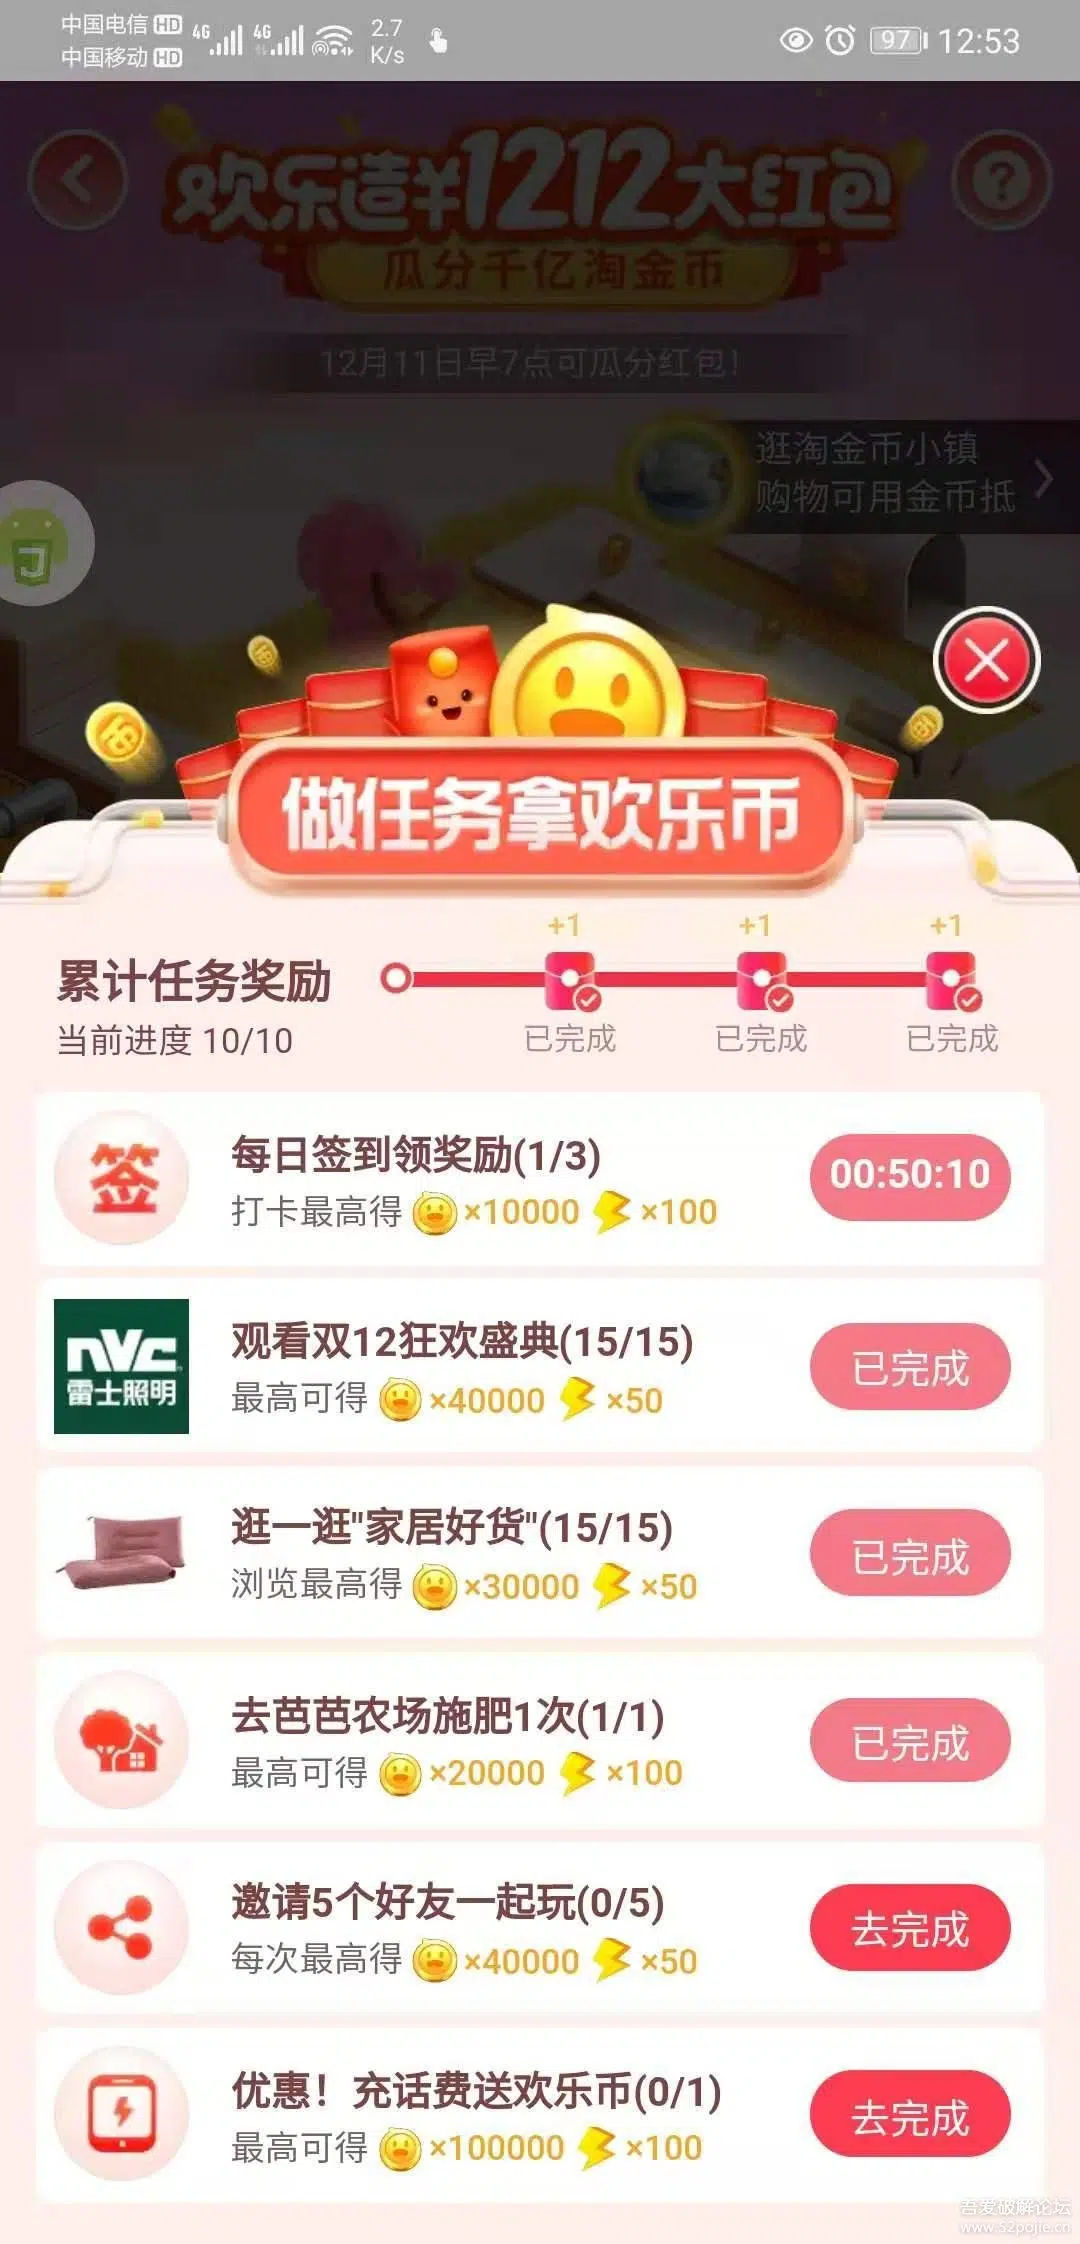 中国电信 HD
中国移动 HD
4G
4G
2.7
K/s
97
12:53
欢乐造¥1212大红包
瓜分千亿淘金币
12月11日早7点可瓜分红包!
逛淘金币小镇
购物可用金币抵
做任务拿欢乐币
+1 +1 +1
累计任务奖励
当前进度 10/10
已完成 已完成 已完成
签
每日签到领奖励(1/3)
打卡最高得 ×10000 ×100
00:50:10
nVc
雷士照明
观看双12狂欢盛典(15/15)
最高可得 ×40000 ×50
已完成
逛一逛"家居好货"(15/15)
浏览最高得 ×30000 ×50
已完成
去芭芭农场施肥1次(1/1)
最高可得 ×20000 ×100
已完成
邀请5个好友一起玩(0/5)
每次最高得 ×40000 ×50
去完成
优惠！充话费送欢乐币(0/1)
最高可得 ×100000 ×100
去完成
吾爱破解论坛
www.52pojie.cn